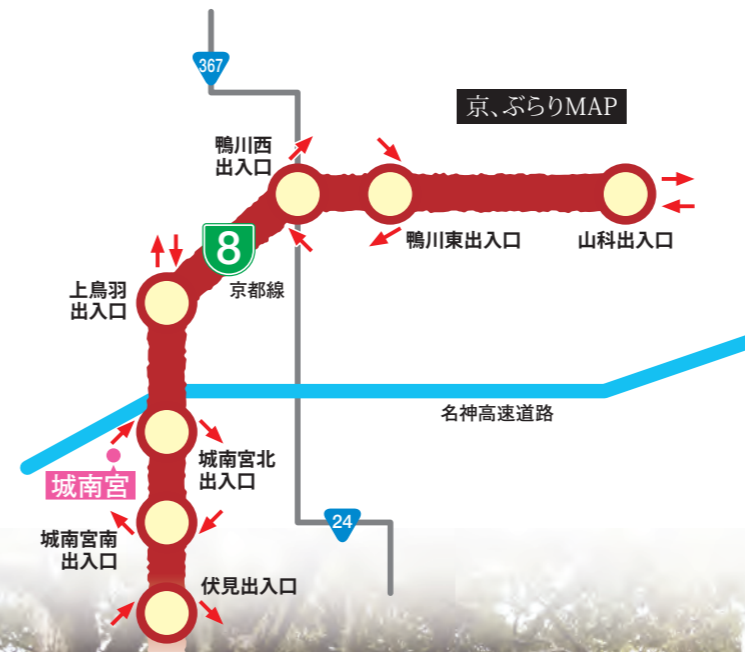 367
京、ぶらりMAP
鴨川西
出入口
鴨川東出入口
山科出入口
8
京都線
上鳥羽
出入口
名神高速道路
城南宮北
出入口
城南宮
24
城南宮南
出入口
伏見出入口